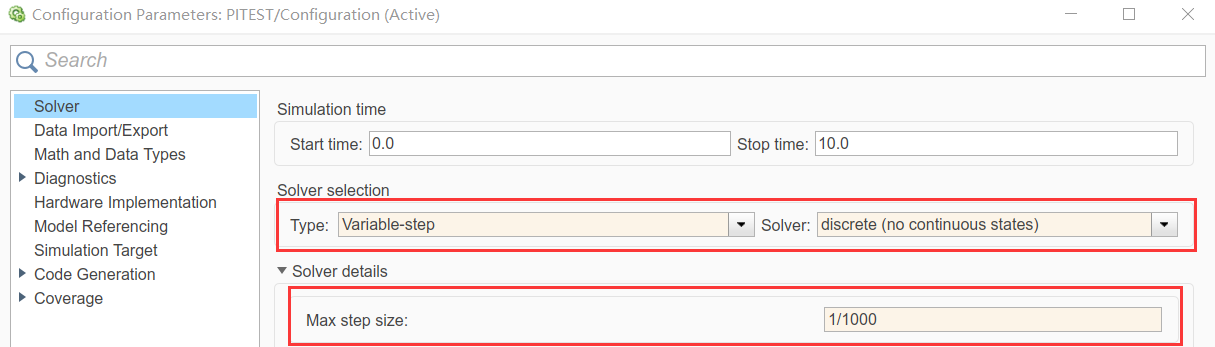 Configuration Parameters: PITEST/Configuration (Active)
Search
Solver
Data Import/Export
Math and Data Types
Diagnostics
Hardware Implementation
Model Referencing
Simulation Target
Code Generation
Coverage
Simulation time
Start time: 0.0 Stop time: 10.0
Solver selection
Type: Variable-step Solver: discrete (no continuous states)
Solver details
Max step size: 1/1000